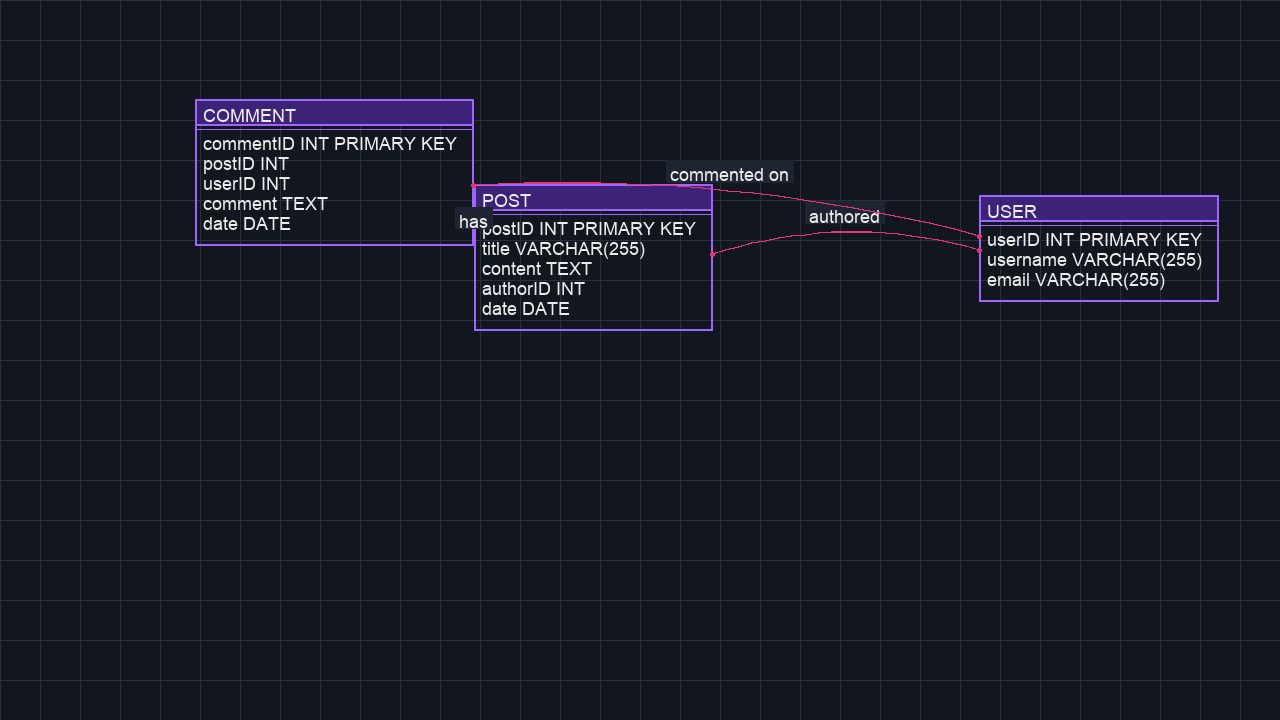 COMMENT
commentID INT PRIMARY KEY
postID INT
userID INT
comment TEXT
date DATE
commented on
has
POST
postID INT PRIMARY KEY
title VARCHAR(255)
content TEXT
authorID INT
date DATE
authored
USER
userID INT PRIMARY KEY
username VARCHAR(255)
email VARCHAR(255)